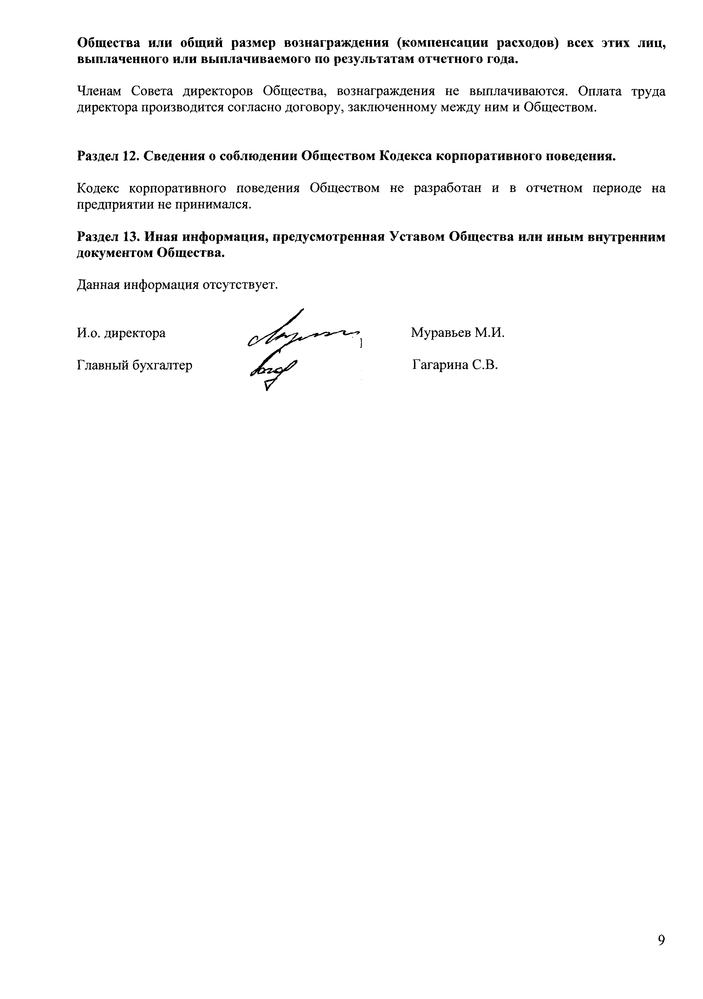 Общества или общий размер вознаграждения (компенсации расходов) всех этих лиц,
выплаченного или выплачиваемого по результатам отчетного года.
Членам Совета директоров Общества, вознаграждения не выплачиваются. Оплата труда
директора производится согласно договору, заключенному между ним и Обществом.
Раздел 12. Сведения о соблюдении Обществом Кодекса корпоративного поведения.
Кодекс корпоративного поведения Обществом не разработан и в отчетном периоде на
предприятии не принимался.
Раздел 13. Иная информация, предусмотренная Уставом Общества или иным внутренним
документом Общества.
Данная информация отсутствует.
И.о. директора Муравьев М.И.
Главный бухгалтер Гагарина С.В.
9